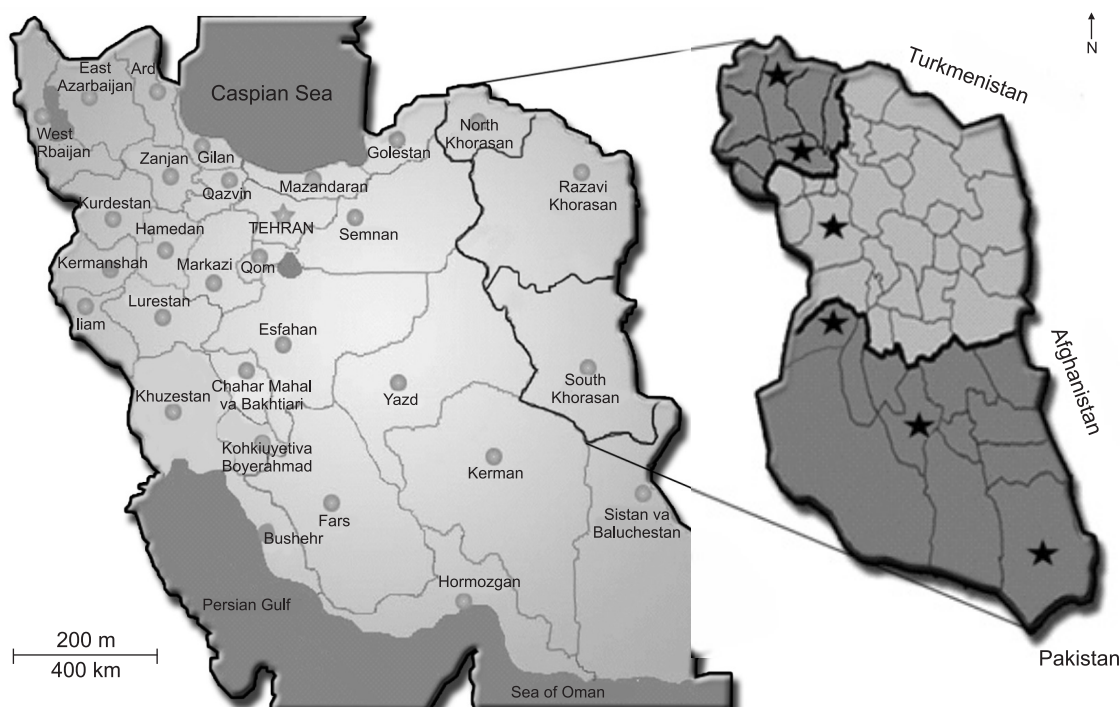 N
Turkmenistan
Afghanistan
Pakistan
Caspian Sea
East
Azarbaijan
Ard
West
Rbaijan
Zanjan
Gilan
Qazvin
Mazandaran
Golestan
North
Khorasan
Razavi
Khorasan
Kurdestan
Hamedan
TEHRAN
Semnan
Kermanshah
Markazi
Qom
Lurestan
Iiam
Esfahan
Chahar Mahal
va Bakhtiari
Khuzestan
Yazd
South
Khorasan
Kohkiuyetiva
Boyerahmad
Kerman
Fars
Bushehr
Sistan va
Baluchestan
Hormozgan
Persian Gulf
Sea of Oman
200 m
400 km